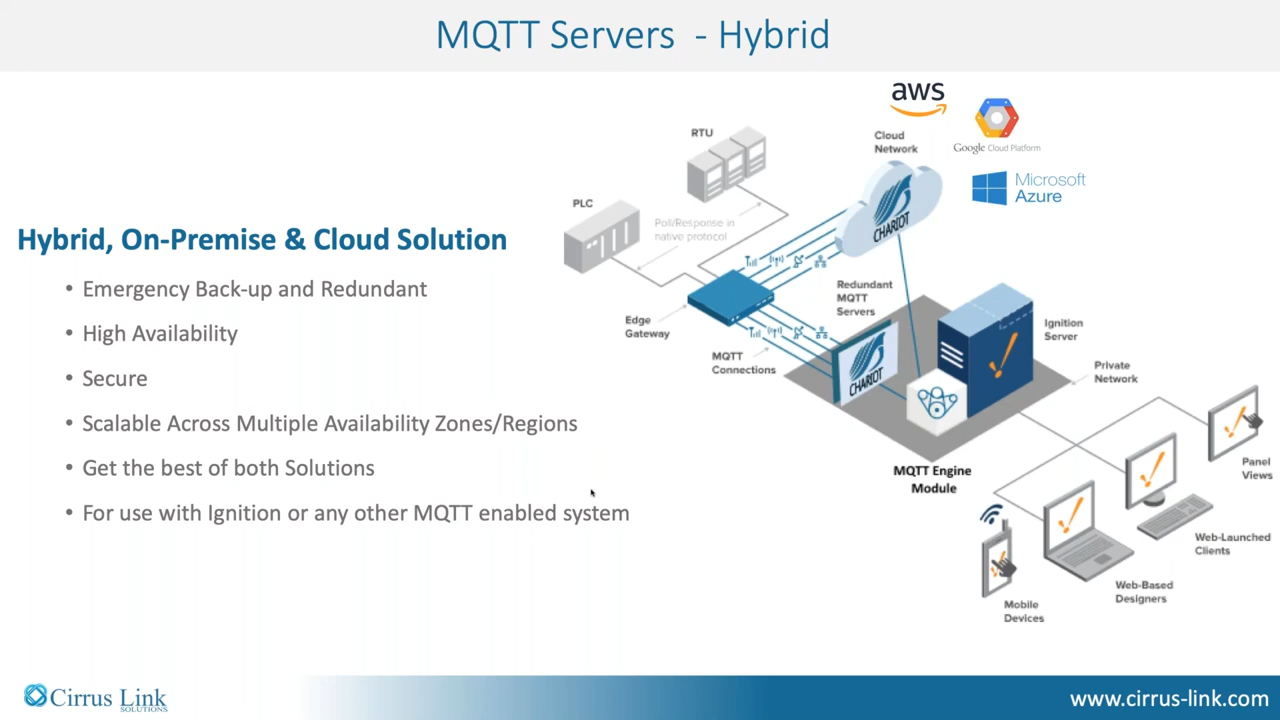 MQTT Servers - Hybrid
Hybrid, On-Premise & Cloud Solution
• Emergency Back-up and Redundant
• High Availability
• Secure
• Scalable Across Multiple Availability Zones/Regions
• Get the best of both Solutions
• For use with Ignition or any other MQTT enabled system
aws
Google Cloud Platform
Microsoft
Azure
Cloud
Network
RTU
PLC
Poll/Response in
native protocol
CHARIOT
Edge
Gateway
Redundant
MQTT
Servers
MQTT
Connections
CHARIOT
Ignition
Server
Private
Network
MQTT Engine
Module
Panel
Views
Web-Launched
Clients
Web-Based
Designers
Mobile
Devices
Cirrus Link
SOLUTIONS
www.cirrus-link.com